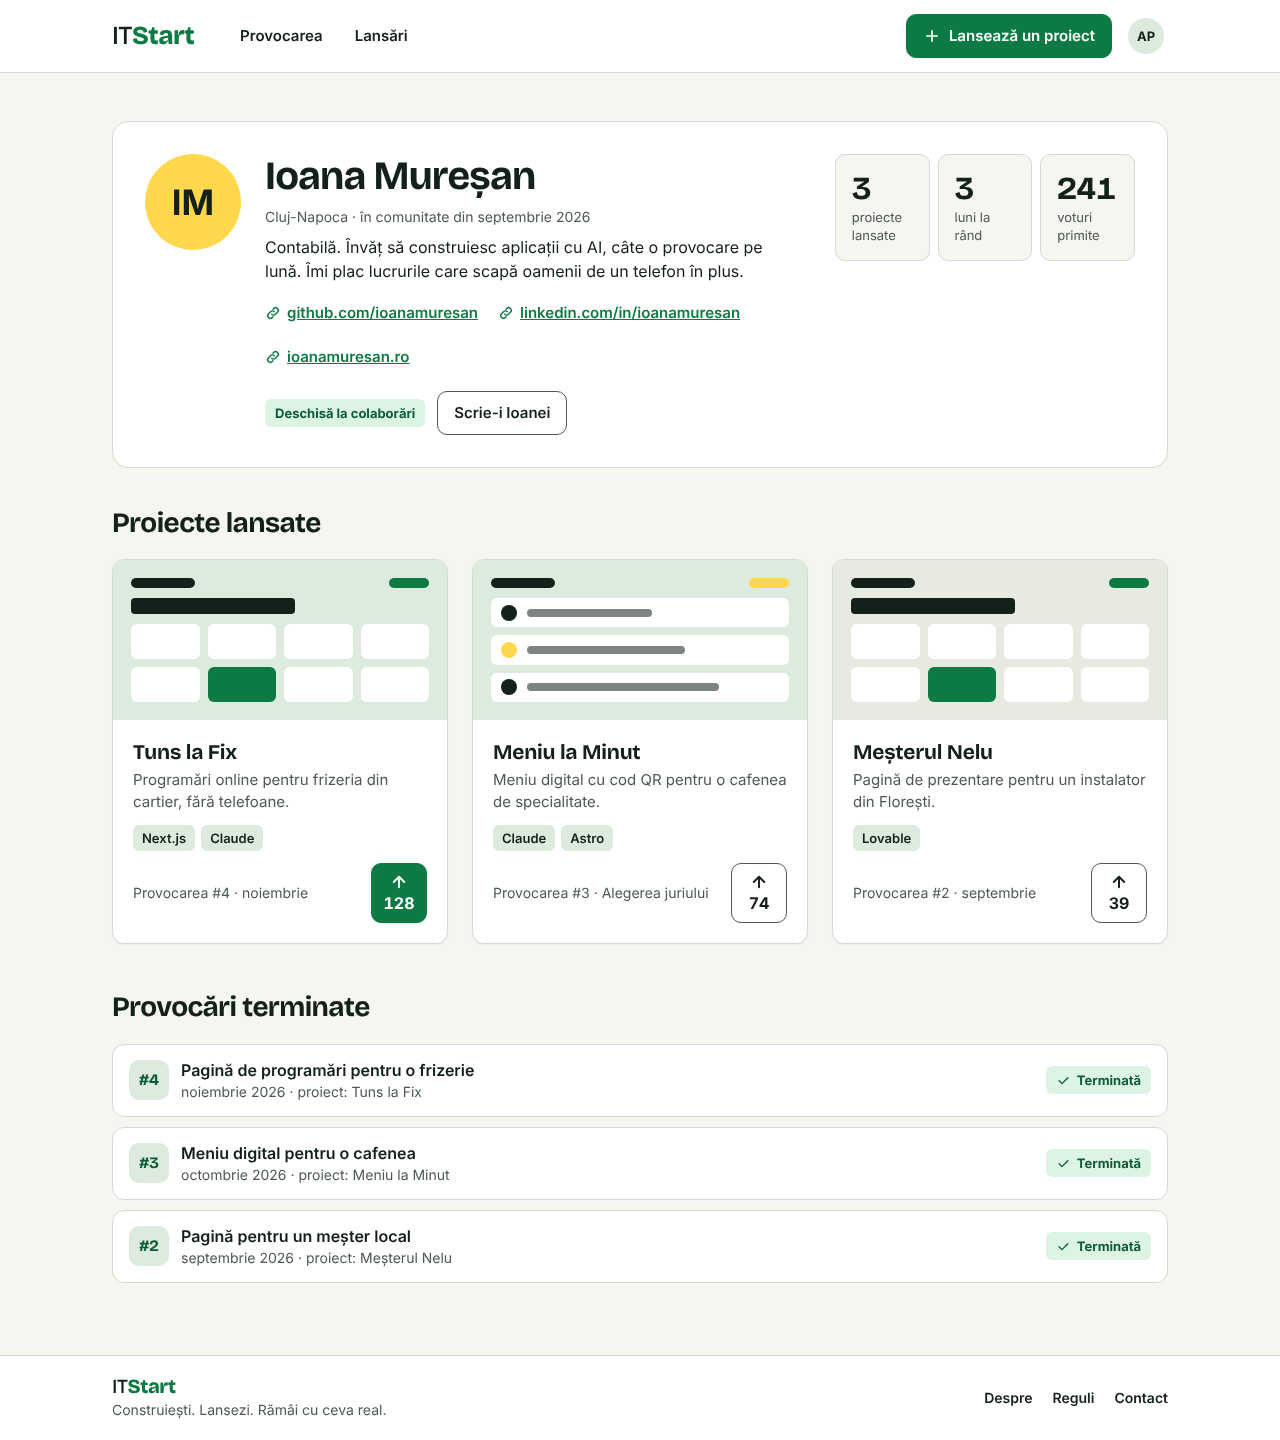 ITStart
Provocarea
Lansări
Lansează un proiect
AP
IM
Ioana Mureșan
Cluj-Napoca · în comunitate din septembrie 2026
Contabilă. Învăț să construiesc aplicații cu AI, câte o provocare pe
lună. Îmi plac lucrurile care scapă oamenii de un telefon în plus.
github.com/ioanamuresan
linkedin.com/in/ioanamuresan
ioanamuresan.ro
Deschisă la colaborări
Scrie-i Ioanei
3
proiecte
lansate
3
luni la
rând
241
voturi
primite
Proiecte lansate
Tuns la Fix
Programări online pentru frizeria din
cartier, fără telefoane.
Next.js
Claude
Provocarea #4 · noiembrie
128
Meniu la Minut
Meniu digital cu cod QR pentru o cafenea
de specialitate.
Claude
Astro
Provocarea #3 · Alegerea juriului
74
Meșterul Nelu
Pagină de prezentare pentru un instalator
din Florești.
Lovable
Provocarea #2 · septembrie
39
Provocări terminate
#4
Pagină de programări pentru o frizerie
noiembrie 2026 · proiect: Tuns la Fix
Terminată
#3
Meniu digital pentru o cafenea
octombrie 2026 · proiect: Meniu la Minut
Terminată
#2
Pagină pentru un meșter local
septembrie 2026 · proiect: Meșterul Nelu
Terminată
ITStart
Construiești. Lansezi. Rămâi cu ceva real.
Despre
Reguli
Contact